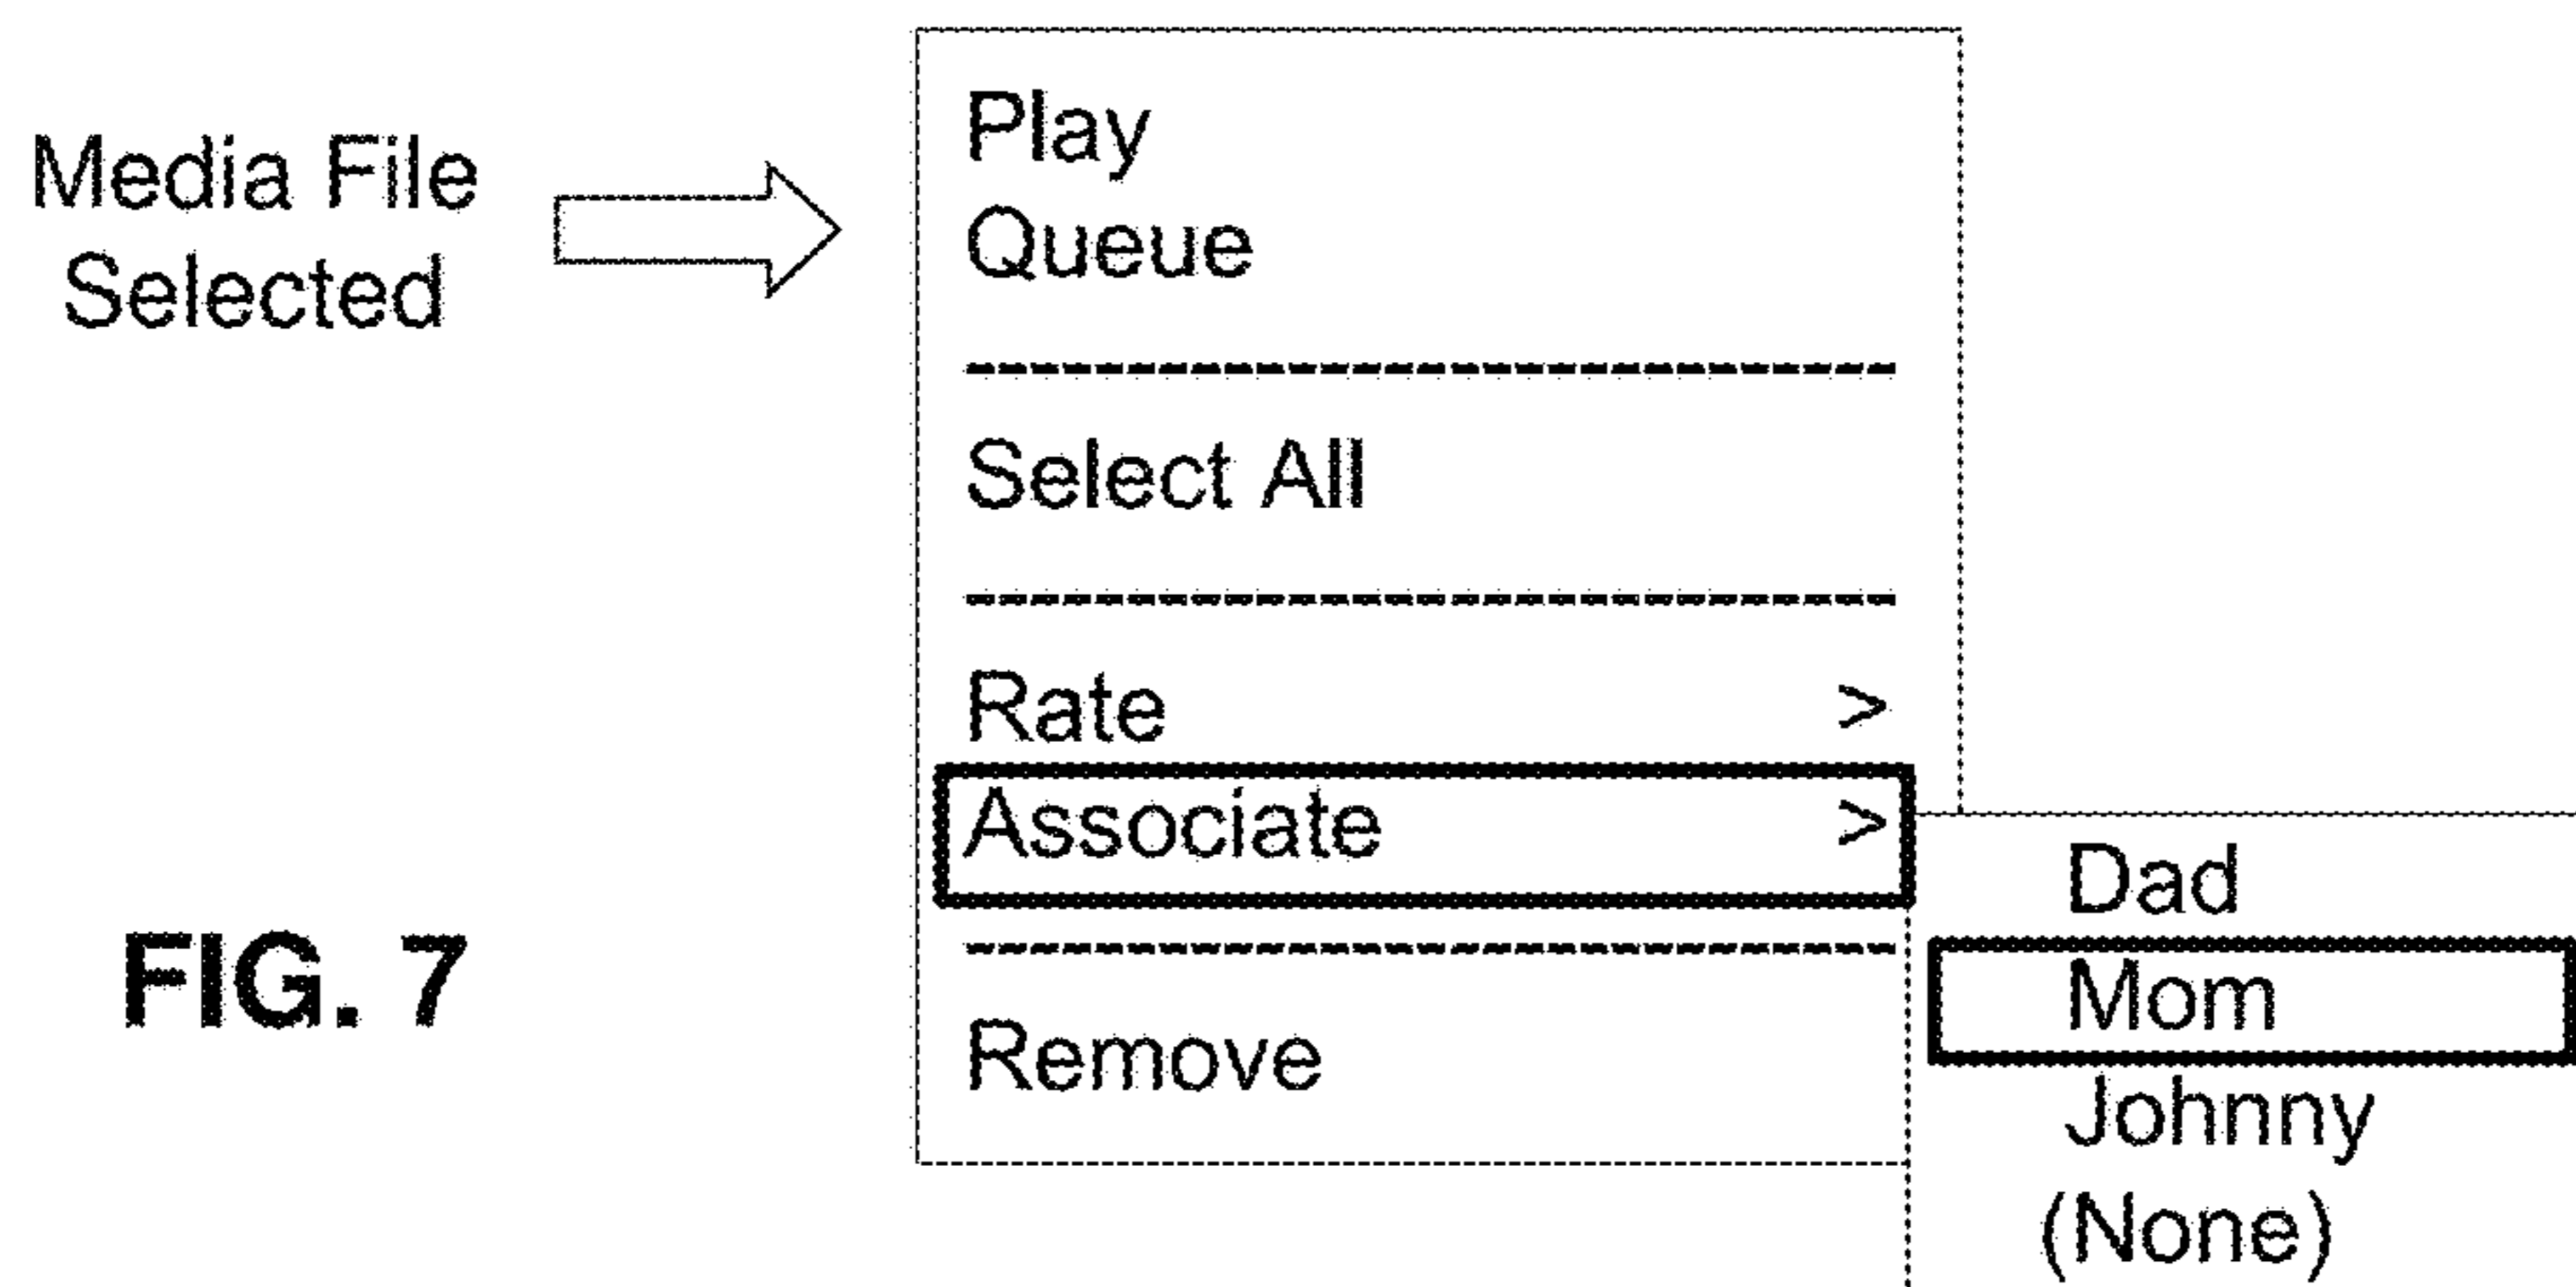 Media File
Selected
Play
Queue
Select All
Rate >
Associate >
Remove
Dad
Mom
Johnny
(None)
FIG. 7